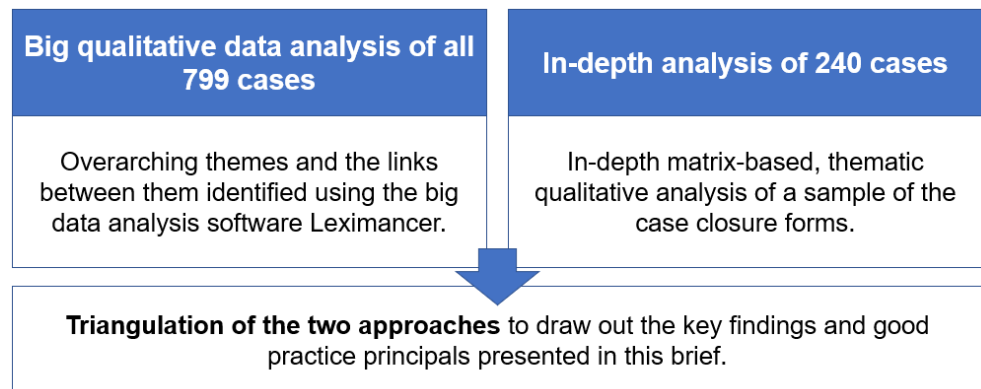 Big qualitative data analysis of all
799 cases
Overarching themes and the links
between them identified using the big
data analysis software Leximancer.
In-depth analysis of 240 cases
In-depth matrix-based, thematic
qualitative analysis of a sample of the
case closure forms.
Triangulation of the two approaches to draw out the key findings and good
practice principals presented in this brief.